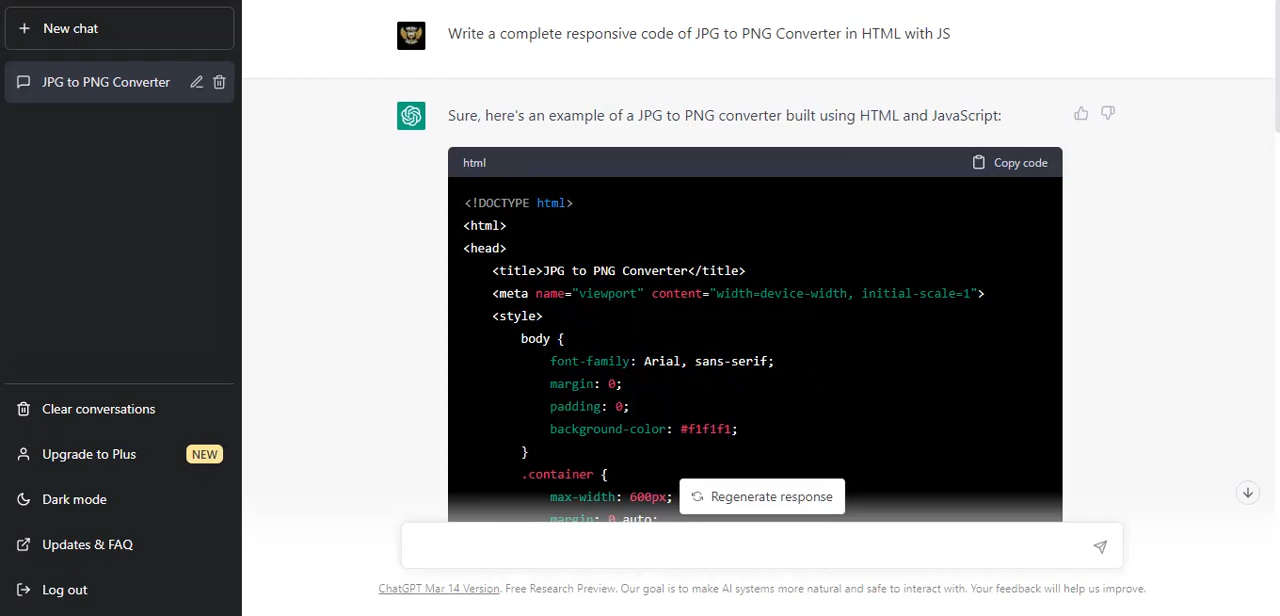 New chat
JPG to PNG Converter
Clear conversations
Upgrade to Plus NEW
Dark mode
Updates & FAQ
Log out
Write a complete responsive code of JPG to PNG Converter in HTML with JS
Sure, here's an example of a JPG to PNG converter built using HTML and JavaScript:
html Copy code
<!DOCTYPE html>
<html>
<head>
<title>JPG to PNG Converter</title>
<meta name="viewport" content="width=device-width, initial-scale=1">
<style>
body {
font-family: Arial, sans-serif;
margin: 0;
padding: 0;
background-color: #f1f1f1;
}
.container {
max-width: 600px;
margin: 0 auto;
Regenerate response
ChatGPT Mar 14 Version. Free Research Preview. Our goal is to make AI systems more natural and safe to interact with. Your feedback will help us improve.